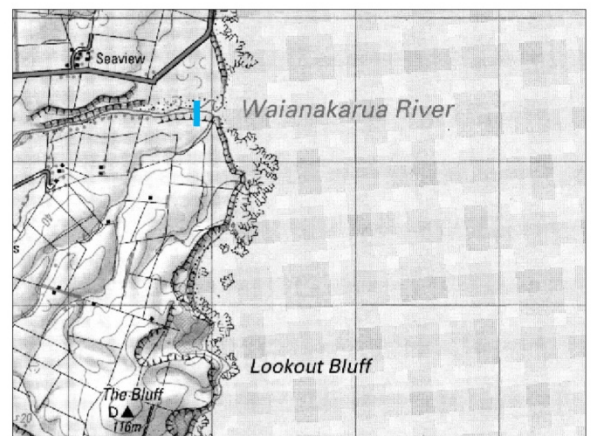 Seaview
Waianakarua River
Lookout Bluff
The Bluff
D
116m